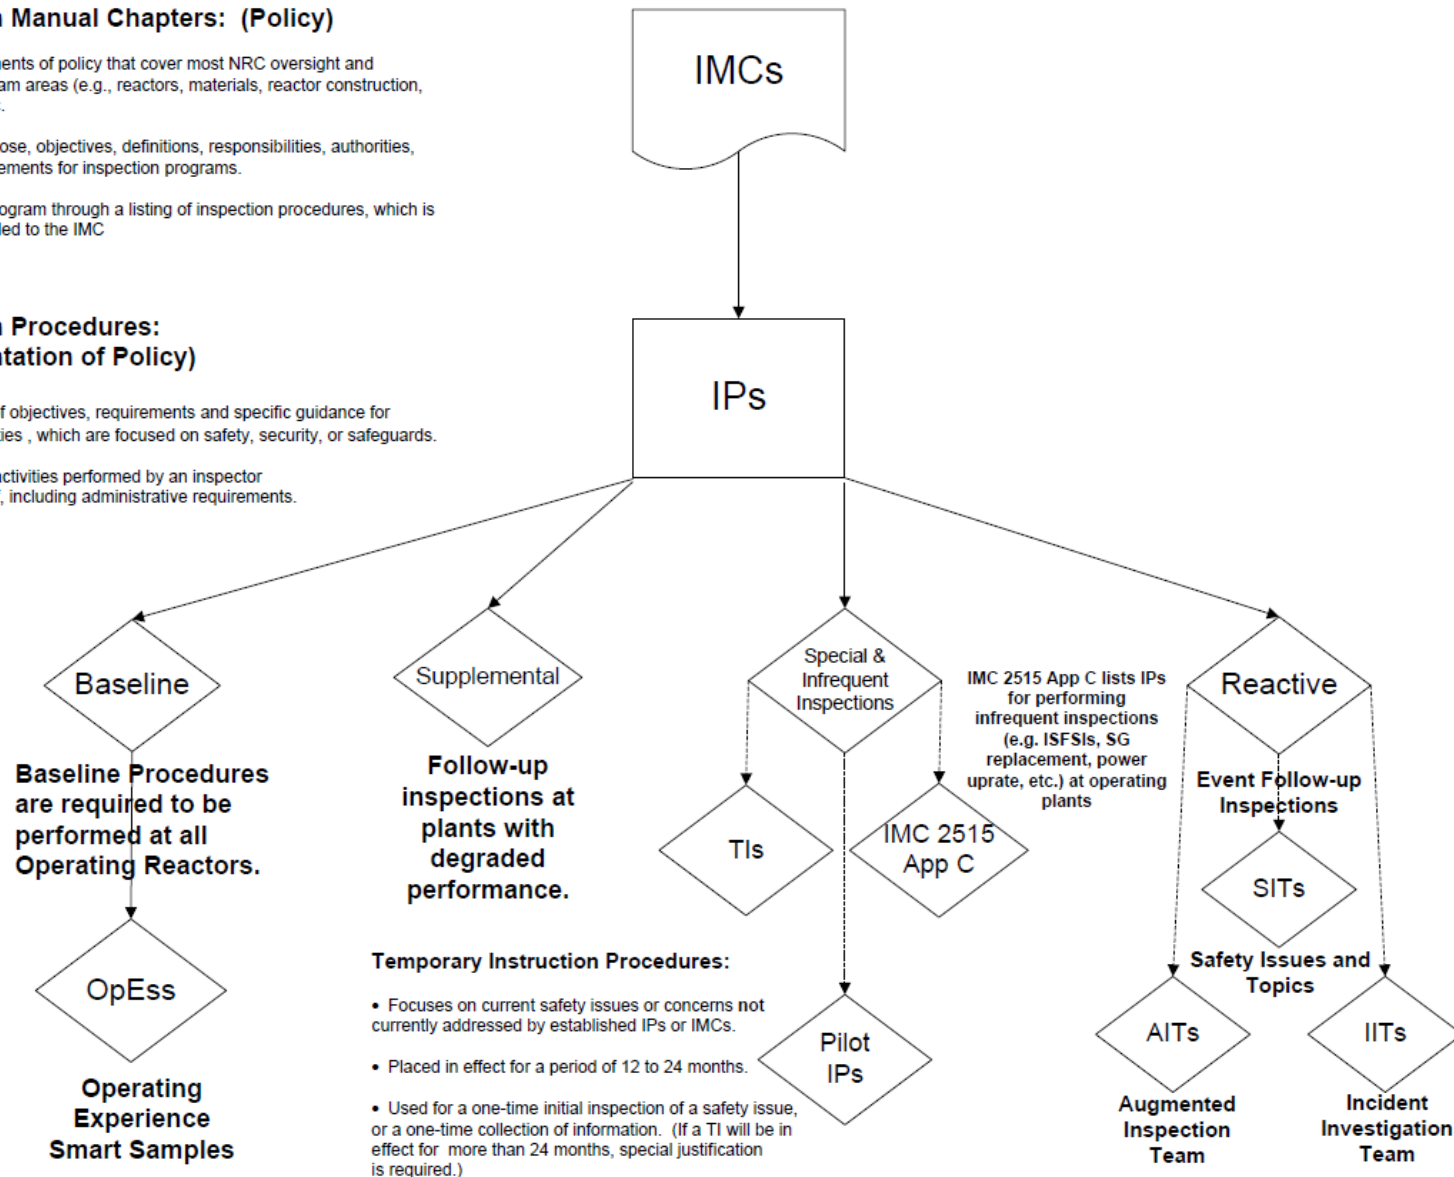 Manual Chapters: (Policy)
of policy that cover most NRC oversight and
areas (e.g., reactors, materials, reactor construction,
objectives, definitions, responsibilities, authorities,
for inspection programs.
through a listing of inspection procedures, which is
to the IMC
IMCs
Procedures:
of Policy)
objectives, requirements and specific guidance for
, which are focused on safety, security, or safeguards.
activities performed by an inspector
, including administrative requirements.
IPs
Baseline
Baseline Procedures
are required to be
performed at all
Operating Reactors.
OpEss
Operating
Experience
Smart Samples
Supplemental
Follow-up
inspections at
plants with
degraded
performance.
Special &
Infrequent
Inspections
IMC 2515 App C lists IPs
for performing
infrequent inspections
(e.g. ISFSIs, SG
replacement, power
uprate, etc.) at operating
plants
TIs
IMC 2515
App C
Pilot
IPs
Temporary Instruction Procedures:
• Focuses on current safety issues or concerns not
currently addressed by established IPs or IMCs.
• Placed in effect for a period of 12 to 24 months.
• Used for a one-time initial inspection of a safety issue,
or a one-time collection of information. (If a TI will be in
effect for more than 24 months, special justification
is required.)
Reactive
Event Follow-up
Inspections
SITs
Safety Issues and
Topics
AITs
Augmented
Inspection
Team
IITs
Incident
Investigation
Team